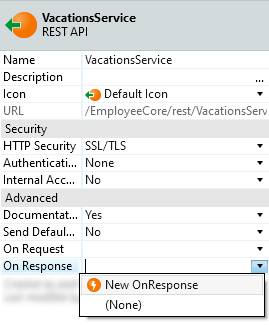 VacationsService
REST API
Name VacationsService
Description ...
Icon Default Icon
URL /EmployeeCore/rest/VacationsServ
Security
HTTP Security SSL/TLS
Authenticati... None
Internal Acc... No
Advanced
Documentat... Yes
Send Defaul... No
On Request
On Response
New OnResponse
(None)